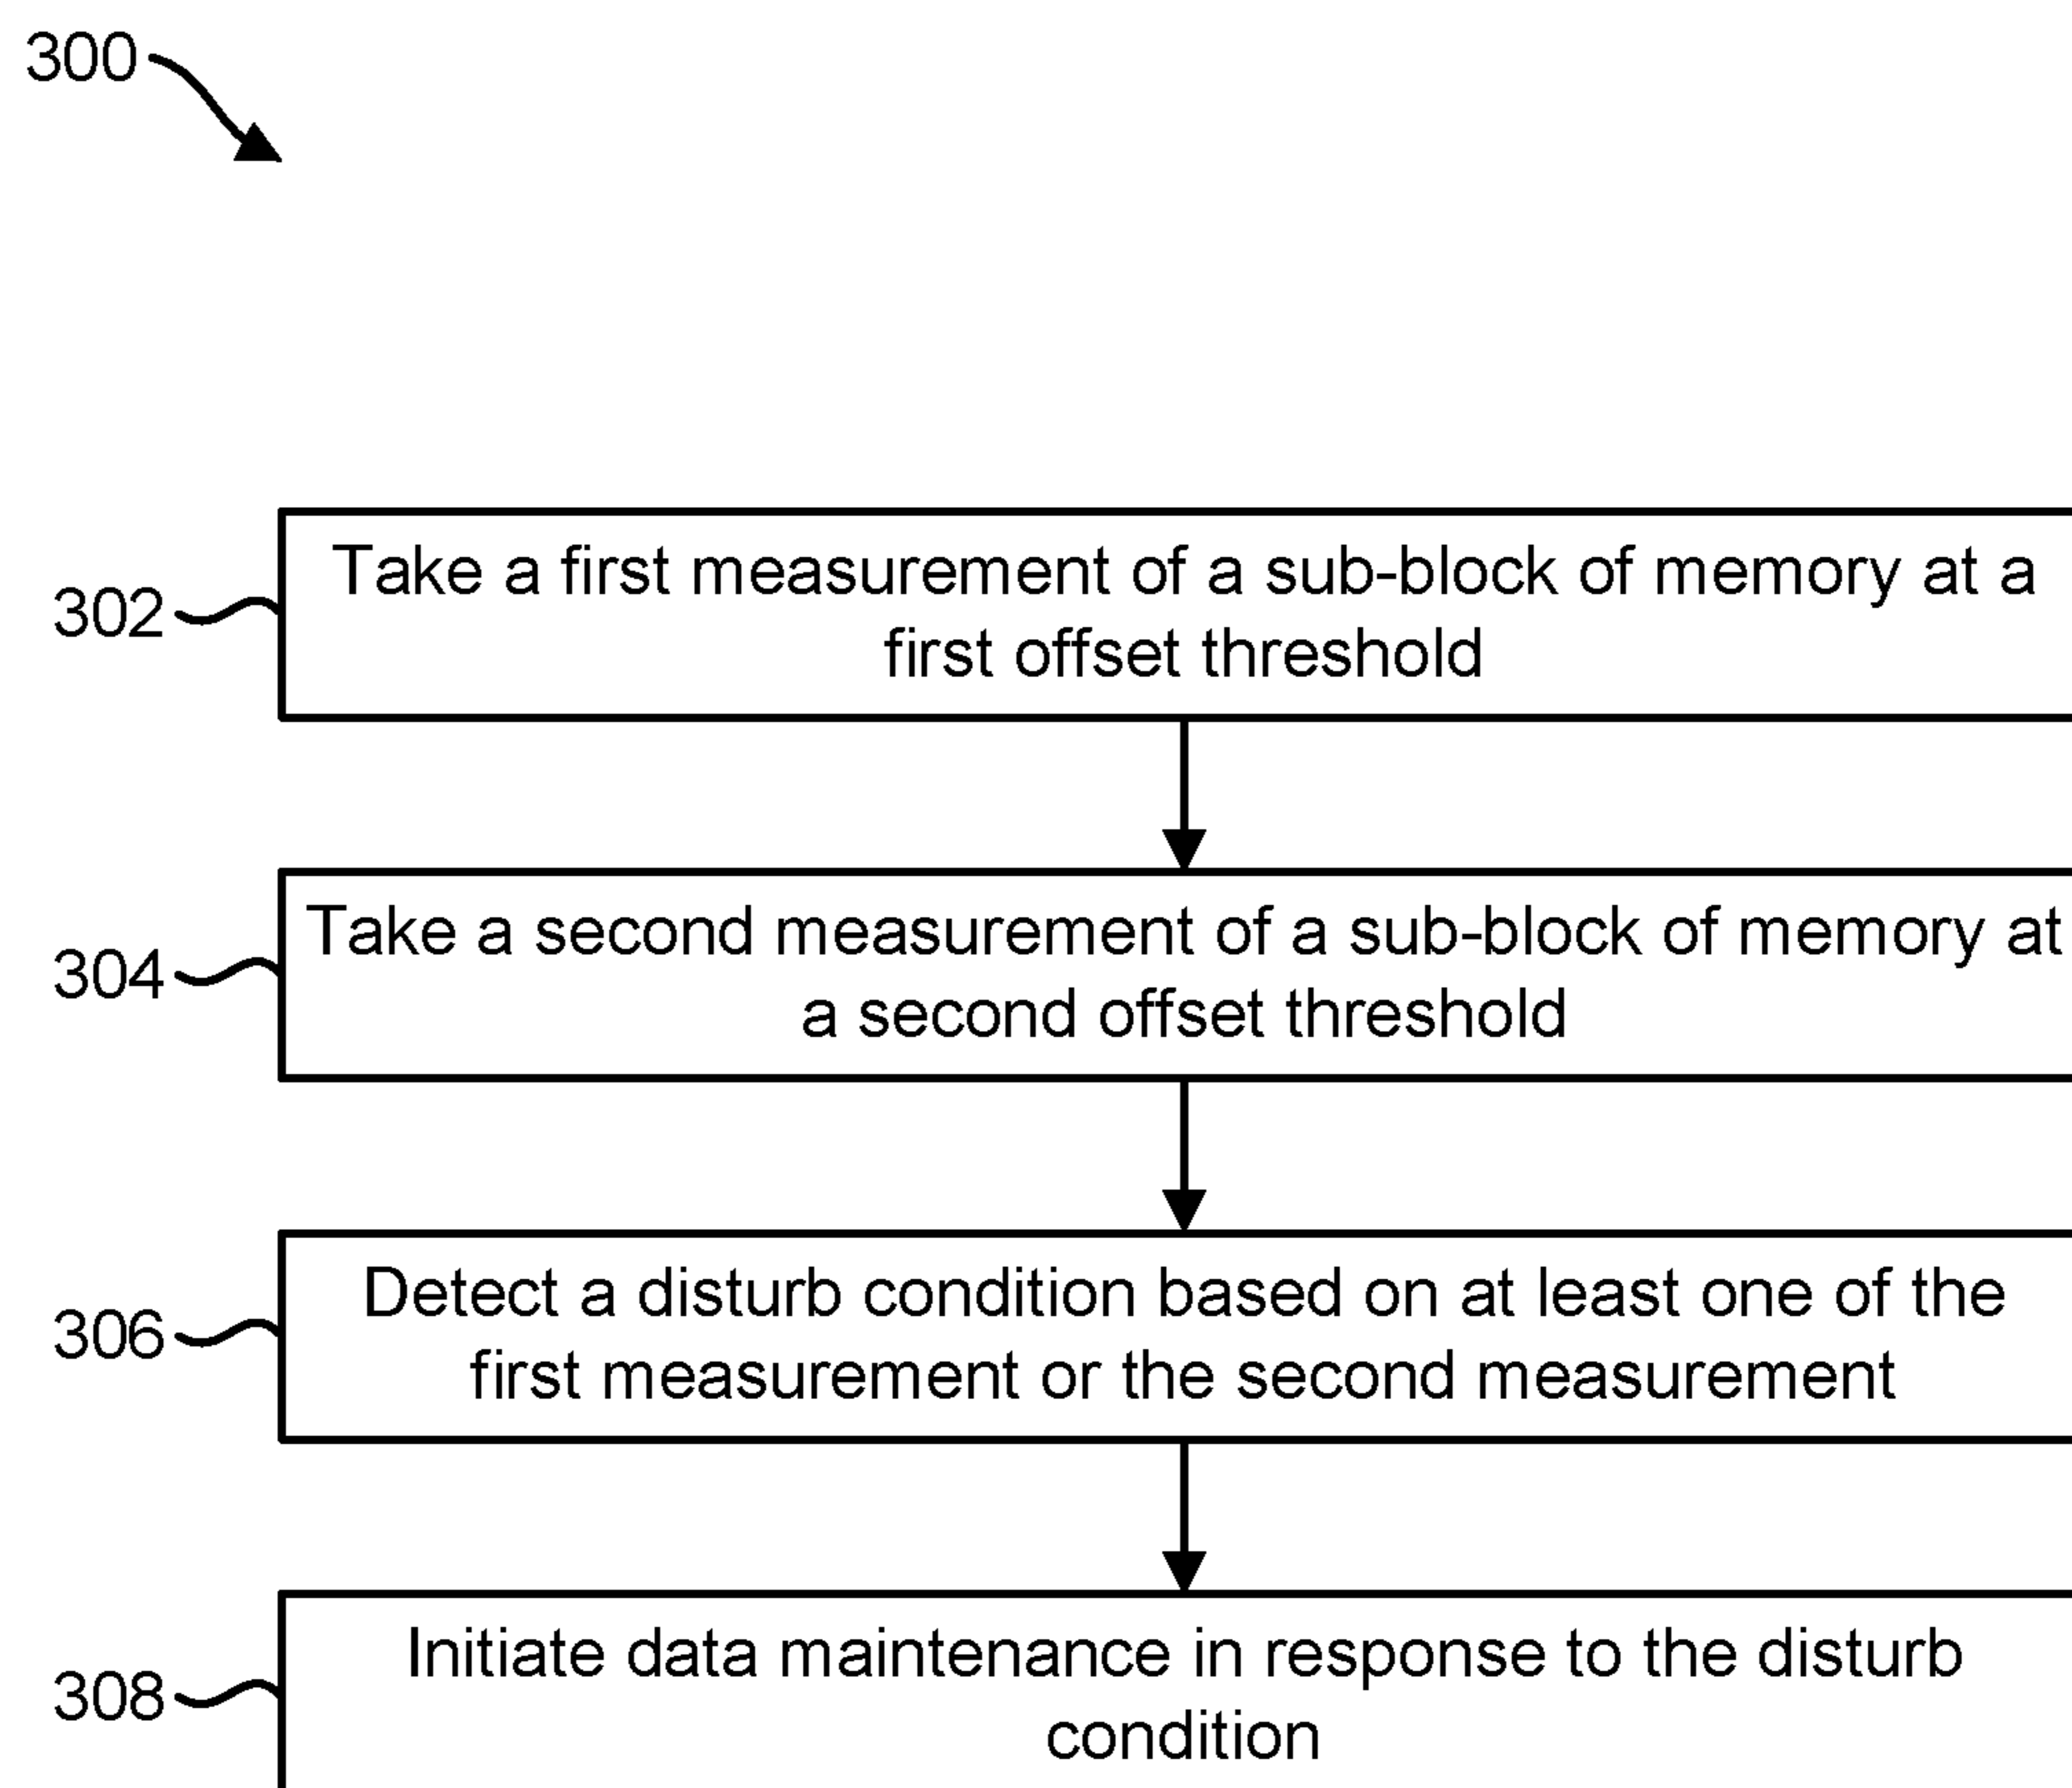 300
302
Take a first measurement of a sub-block of memory at a
first offset threshold
304
Take a second measurement of a sub-block of memory at
a second offset threshold
306
Detect a disturb condition based on at least one of the
first measurement or the second measurement
308
Initiate data maintenance in response to the disturb
condition